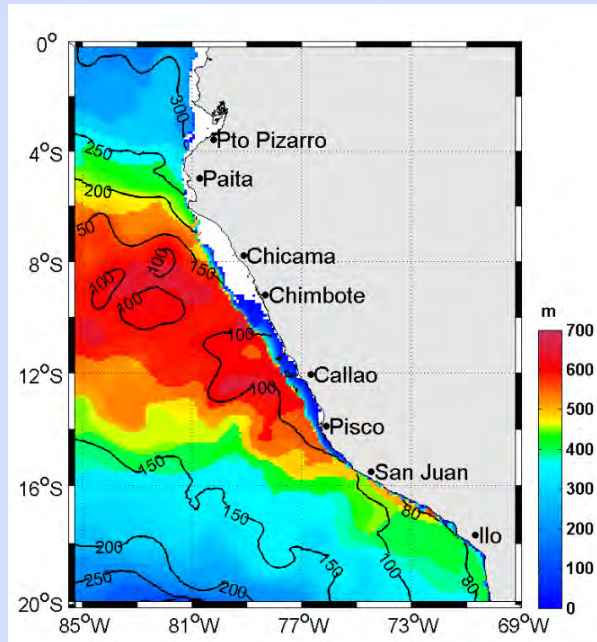 0°
4°S
8°S
12°S
16°S
20°S
85°W
81°W
77°W
73°W
69°W
Pto Pizarro
Paita
Chicama
Chimbote
Callao
Pisco
San Juan
Ilo
300
250
200
50
150
100
100
100
100
100
150
150
150
80
80
200
200
250
m
700
600
500
400
300
200
100
0